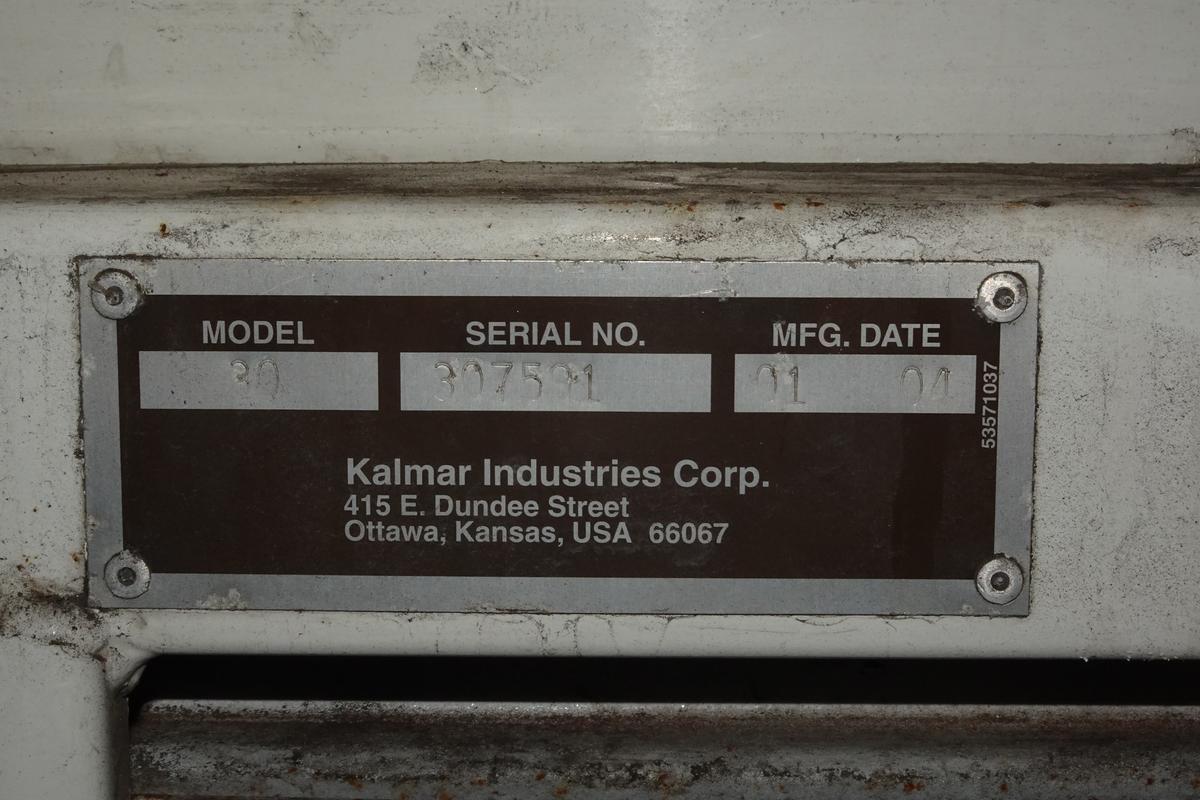 MODEL SERIAL NO. MFG. DATE
30 307591 01 04
53571037
Kalmar Industries Corp.
415 E. Dundee Street
Ottawa, Kansas, USA 66067